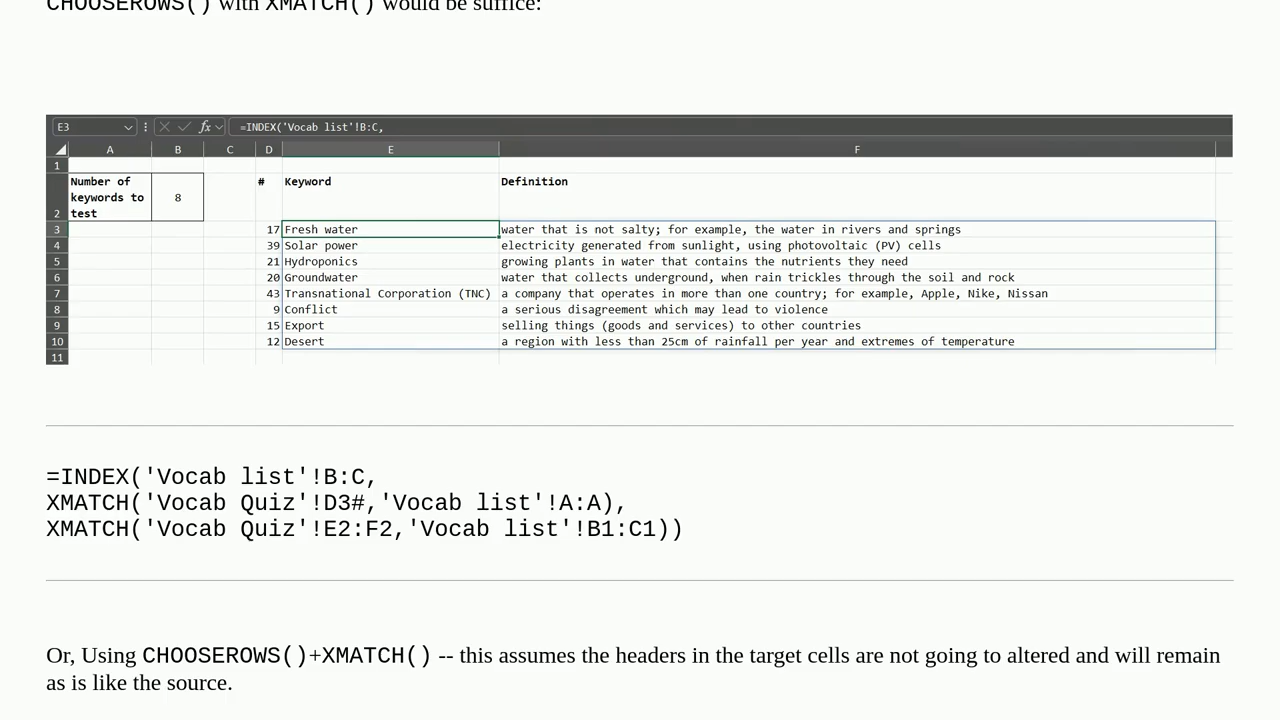 CHOOSEROWS() with XMATCH() would be suffice:
E3 fx =INDEX('Vocab list'!B:C,
A B C D E F
1
2 Number of keywords to test 8 # Keyword Definition
3 17 Fresh water water that is not salty; for example, the water in rivers and springs
4 39 Solar power electricity generated from sunlight, using photovoltaic (PV) cells
5 21 Hydroponics growing plants in water that contains the nutrients they need
6 20 Groundwater water that collects underground, when rain trickles through the soil and rock
7 43 Transnational Corporation (TNC) a company that operates in more than one country; for example, Apple, Nike, Nissan
8 9 Conflict a serious disagreement which may lead to violence
9 15 Export selling things (goods and services) to other countries
10 12 Desert a region with less than 25cm of rainfall per year and extremes of temperature
11
=INDEX('Vocab list'!B:C,
XMATCH('Vocab Quiz'!D3#,'Vocab list'!A:A),
XMATCH('Vocab Quiz'!E2:F2,'Vocab list'!B1:C1))
Or, Using CHOOSEROWS()+XMATCH() -- this assumes the headers in the target cells are not going to altered and will remain
as is like the source.